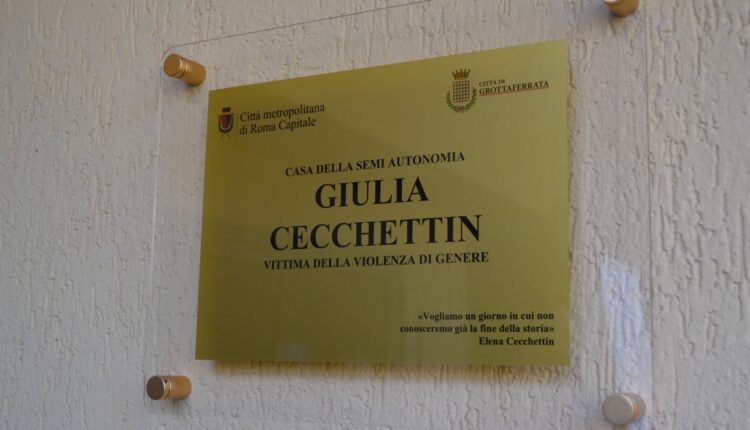 Città metropolitana
di Roma Capitale
CITTÀ DI
GROTTAFERRATA
CASA DELLA SEMI AUTONOMIA
GIULIA
CECCHETTIN
VITTIMA DELLA VIOLENZA DI GENERE
«Vogliamo un giorno in cui non
conosceremo già la fine della storia»
Elena Cecchettin